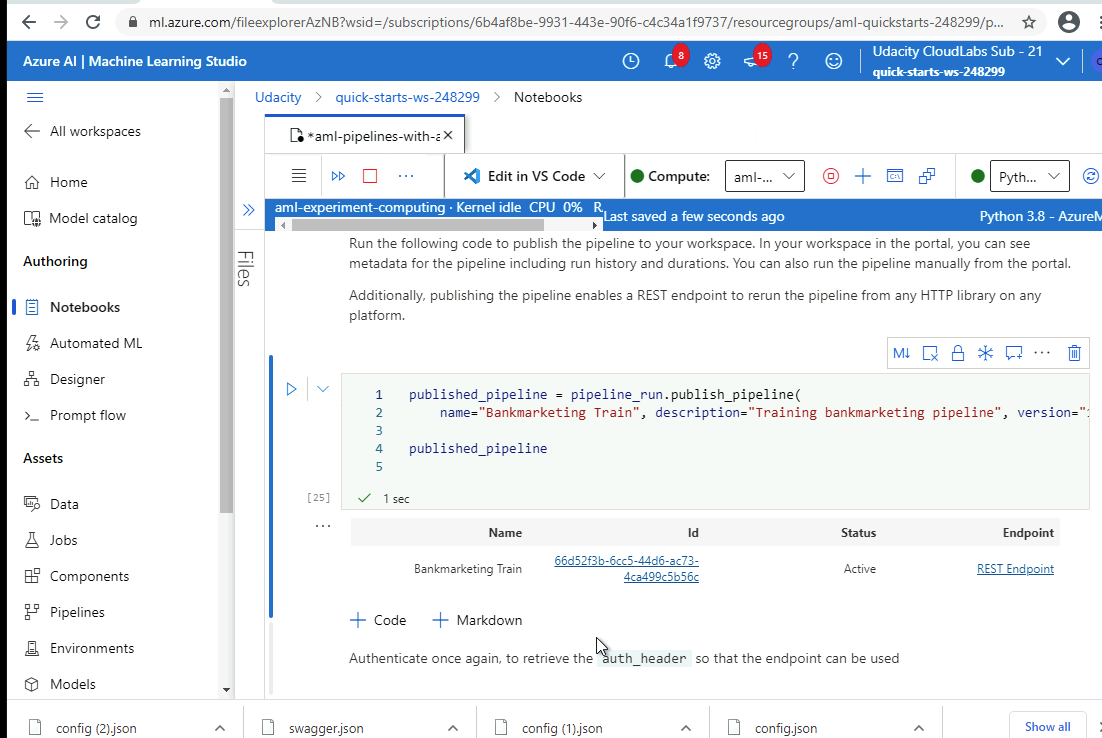 ml.azure.com/fileexplorerAzNB?wsid=/subscriptions/6b4af8be-9931-443e-90f6-c4c34a1f9737/resourcegroups/aml-quickstarts-248299/p...
Azure AI | Machine Learning Studio
8
15
Udacity CloudLabs Sub - 21
quick-starts-ws-248299
All workspaces
Home
Model catalog
Authoring
Notebooks
Automated ML
Designer
Prompt flow
Assets
Data
Jobs
Components
Pipelines
Environments
Models
Udacity > quick-starts-ws-248299 > Notebooks
*aml-pipelines-with-a
Edit in VS Code
Compute:
aml-...
Pyth...
aml-experiment-computing · Kernel idle CPU 0% R
Last saved a few seconds ago
Python 3.8 - AzureM
Files
Run the following code to publish the pipeline to your workspace. In your workspace in the portal, you can see
metadata for the pipeline including run history and durations. You can also run the pipeline manually from the portal.
Additionally, publishing the pipeline enables a REST endpoint to rerun the pipeline from any HTTP library on any
platform.
M↓
1 published_pipeline = pipeline_run.publish_pipeline(
2 name="Bankmarketing Train", description="Training bankmarketing pipeline", version="1
3
4 published_pipeline
5
[25]
1 sec
Name Id Status Endpoint
Bankmarketing Train 66d52f3b-6cc5-44d6-ac73- Active REST Endpoint
4ca499c5b56c
+ Code + Markdown
Authenticate once again, to retrieve the auth_header so that the endpoint can be used
config (2).json
swagger.json
config (1).json
config.json
Show all